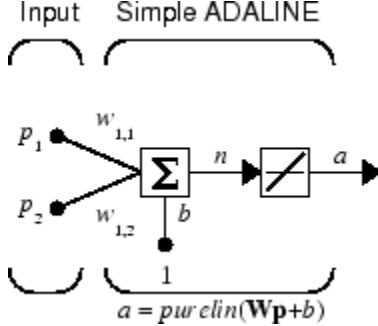 Input Simple ADALINE
p1 w1,1
Σ n a
p2 w1,2 b
1
a = purelin(Wp+b)